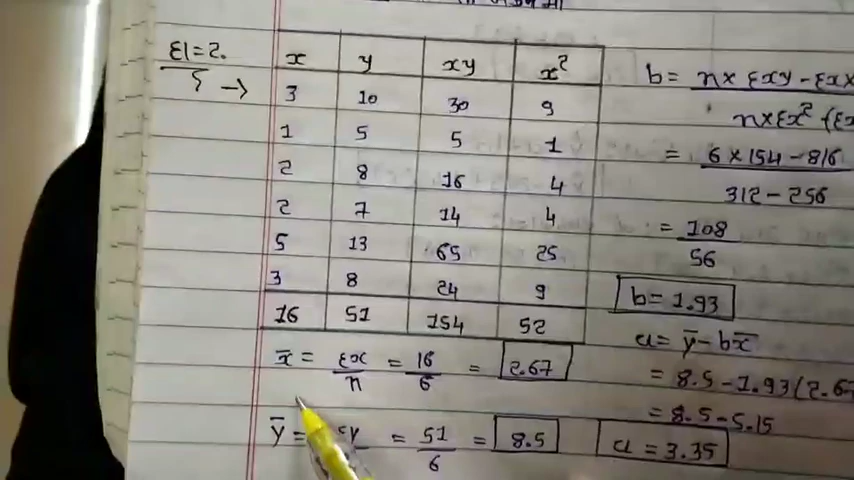 x y xy x²
3 10 30 9
1 5 5 1
2 8 16 4
2 7 14 4
5 13 65 25
3 8 24 9
16 51 154 52
x̄ = Σx/n = 16/6 = 2.67
ȳ = Σy = 51/6 = 8.5
b = n × Σxy - Σxx
n×Σx² (Σx
= 6 × 154 - 816
312 - 256
= 108
56
b = 1.93
a = ȳ - bx̄
= 8.5 - 1.93(2.67
= 8.5 - 5.15
a = 3.35